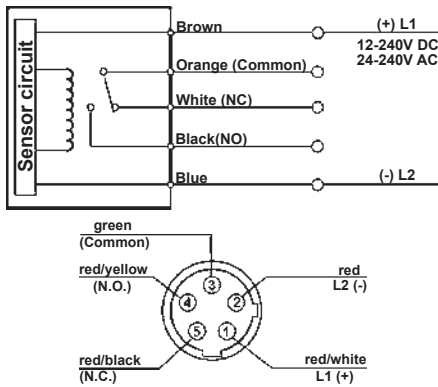 Sensor circuit
Brown
(+) L1
12-240V DC
24-240V AC
Orange (Common)
White (NC)
Black(NO)
Blue
(-) L2
green
(Common)
red/yellow
(N.O.)
3
4
2
red
L2 (-)
5
1
red/black
(N.C.)
red/white
L1 (+)